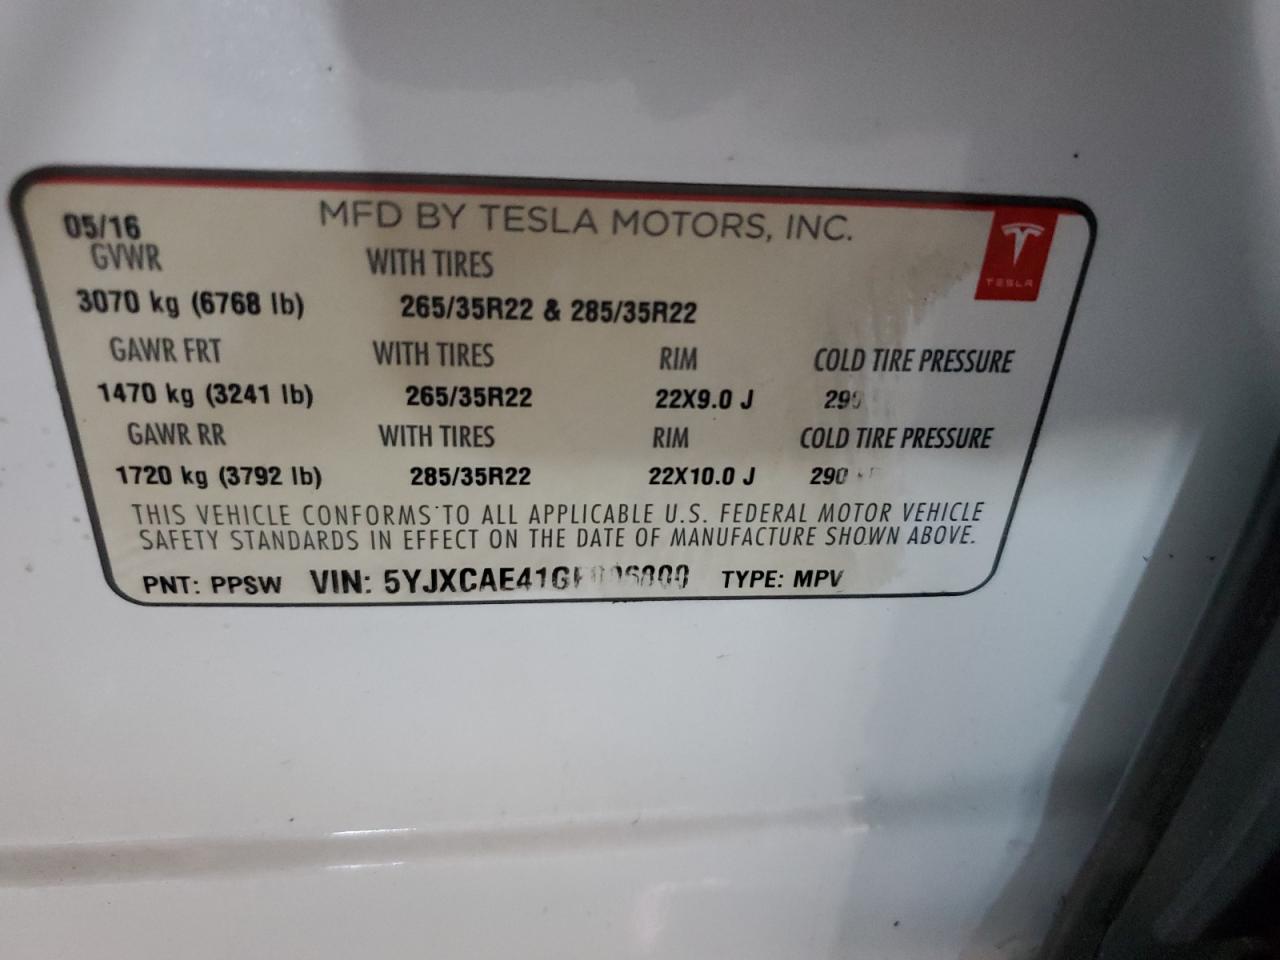 05/16 MFD BY TESLA MOTORS, INC.
TESLA
GVWR WITH TIRES
3070 kg (6768 lb) 265/35R22 & 285/35R22
GAWR FRT WITH TIRES RIM COLD TIRE PRESSURE
1470 kg (3241 lb) 265/35R22 22X9.0 J
GAWR RR WITH TIRES RIM COLD TIRE PRESSURE
1720 kg (3792 lb) 285/35R22 22X10.0 J 290
THIS VEHICLE CONFORMS TO ALL APPLICABLE U.S. FEDERAL MOTOR VEHICLE
SAFETY STANDARDS IN EFFECT ON THE DATE OF MANUFACTURE SHOWN ABOVE.
PNT: PPSW VIN: TYPE: MPV